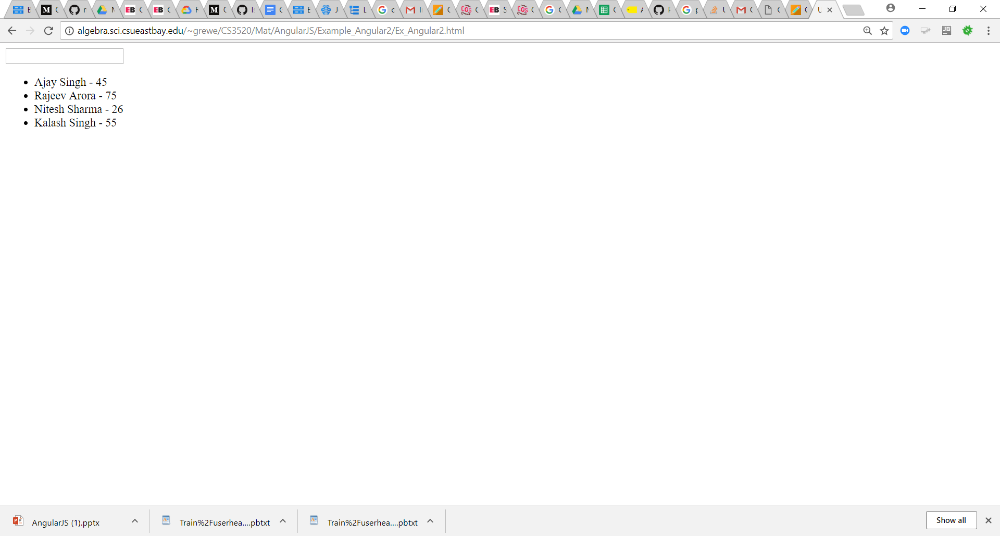 algebra.sci.csueastbay.edu/~grewe/CS3520/Mat/AngularJS/Example_Angular2/Ex_Angular2.html
JB
Ajay Singh - 45
Rajeev Arora - 75
Nitesh Sharma - 26
Kalash Singh - 55
AngularJS (1).pptx
Train%2Fuserhea....pbtxt
Train%2Fuserhea....pbtxt
Show all